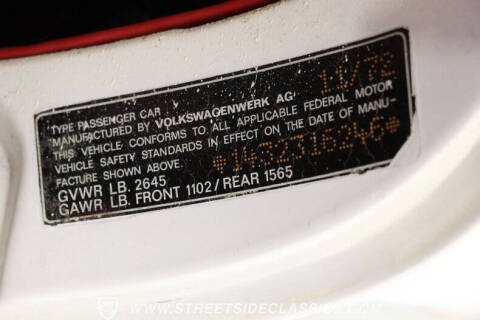 TYPE PASSENGER CAR 11/72
MANUFACTURED BY VOLKSWAGENWERK AG
THIS VEHICLE CONFORMS TO ALL APPLICABLE FEDERAL MOTOR
VEHICLE SAFETY STANDARDS IN EFFECT ON THE DATE OF MANU-
FACTURE SHOWN ABOVE. *1432316246*
GVWR LB. 2645
GAWR LB. FRONT 1102/REAR 1565
WWW.STREETSIDECLASSICS.COM